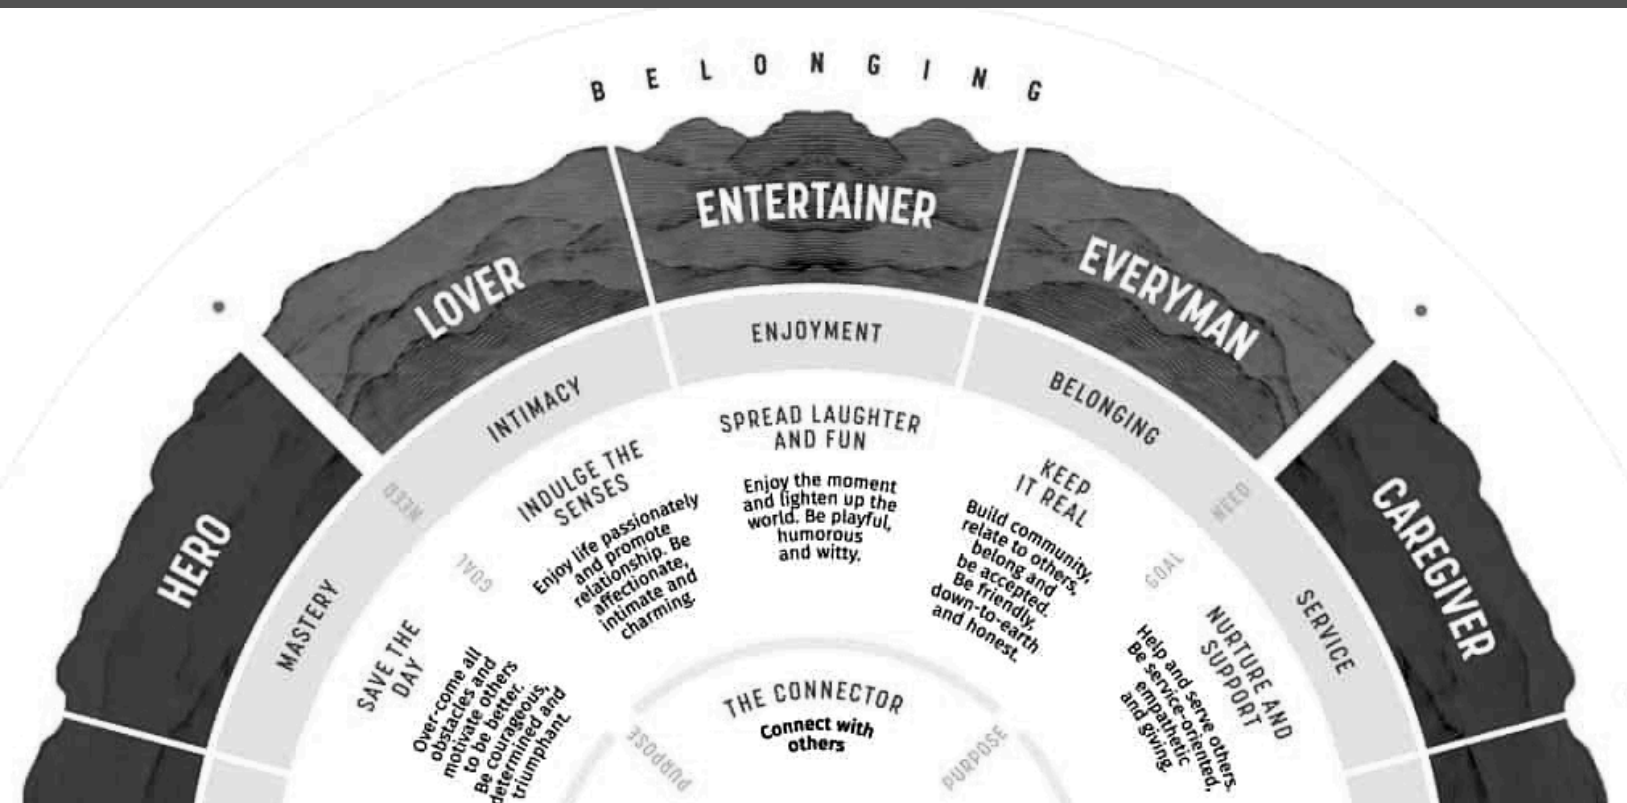 BELONGING
HERO
LOVER
ENTERTAINER
EVERYMAN
CAREGIVER
MASTERY
INTIMACY
ENJOYMENT
BELONGING
SERVICE
NEED
NEED
GOAL
GOAL
SAVE THE
DAY
Over-come all
obstacles and
motivate others
to be better.
Be courageous,
determined and
triumphant.
INDULGE THE
SENSES
Enjoy life passionately
and promote
relationship. Be
affectionate,
intimate and
charming.
SPREAD LAUGHTER
AND FUN
Enjoy the moment
and lighten up the
world. Be playful,
humorous
and witty.
KEEP
IT REAL
Build community,
relate to others,
belong and
be accepted.
Be friendly,
down-to-earth
and honest.
NURTURE AND
SUPPORT
Help and serve others.
Be service-oriented,
empathetic
and giving.
PURPOSE
PURPOSE
THE CONNECTOR
Connect with
others